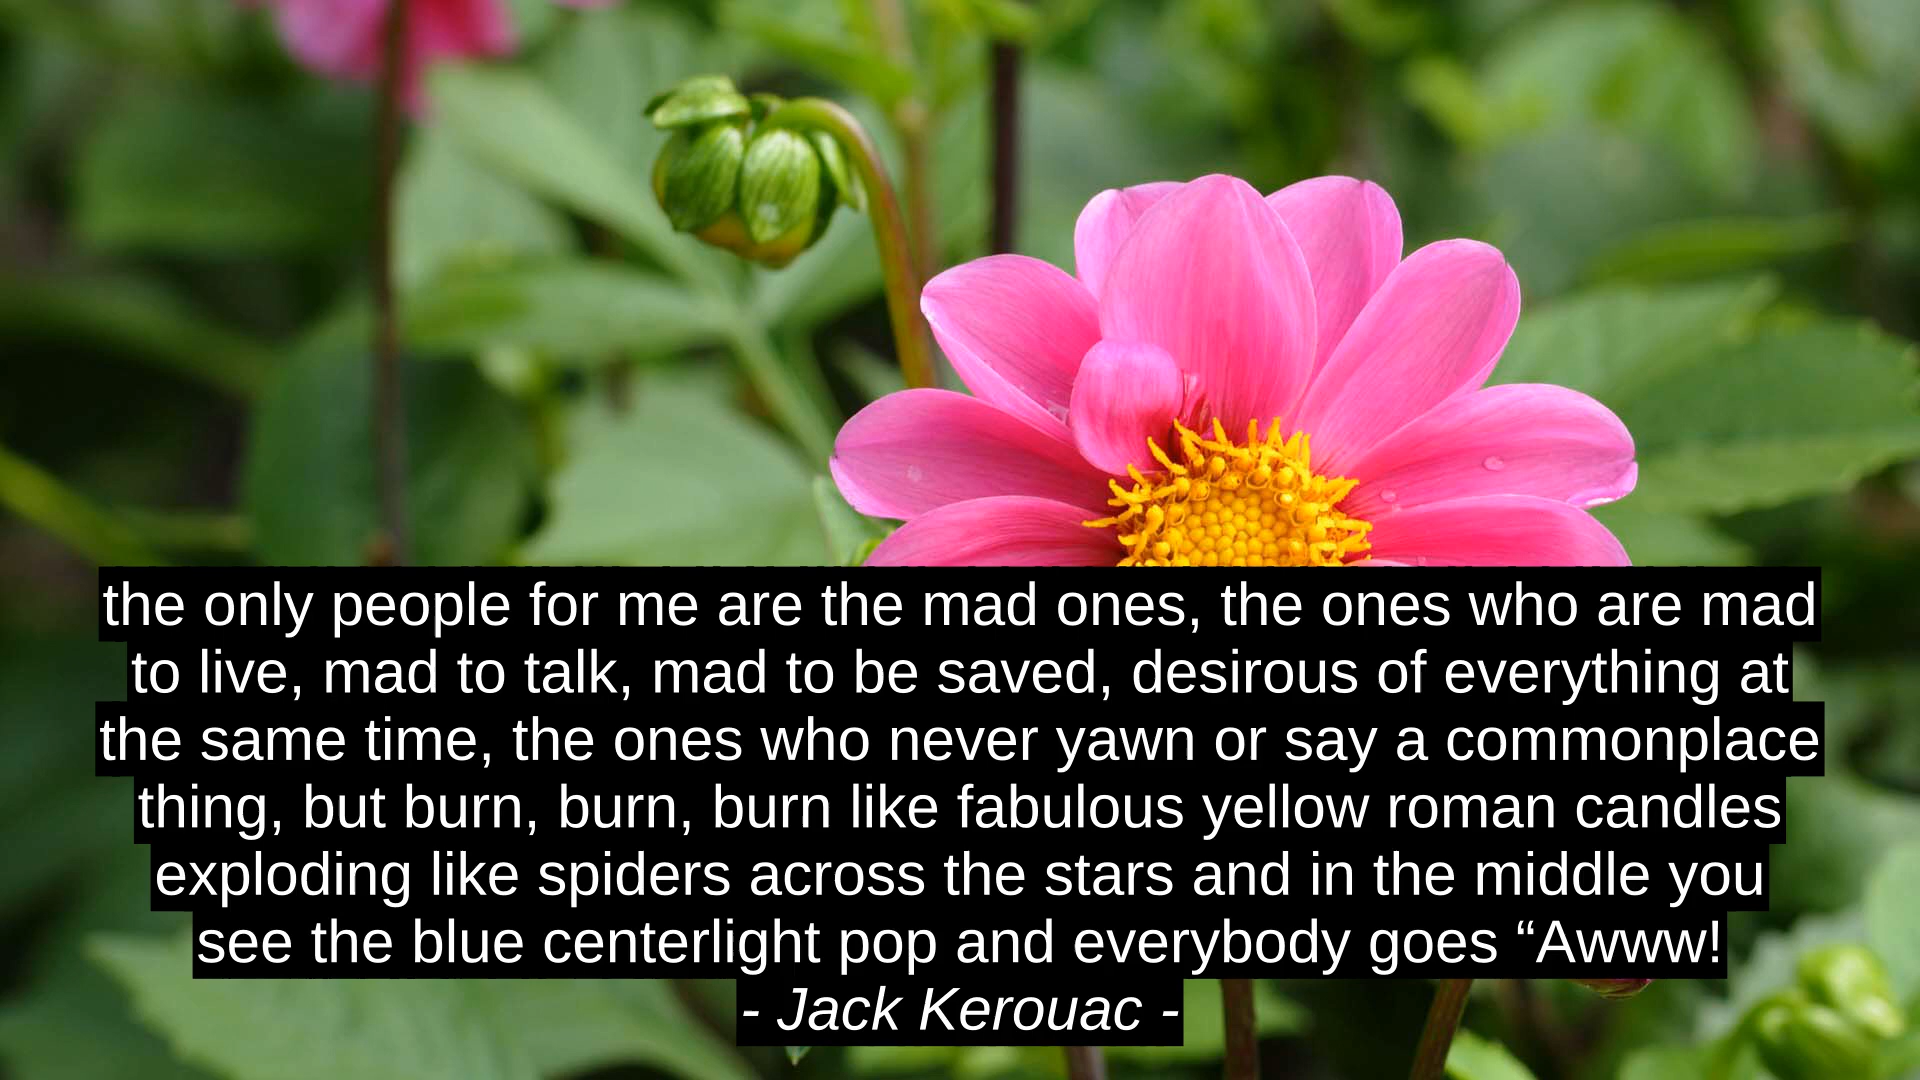 the only people for me are the mad ones, the ones who are mad
to live, mad to talk, mad to be saved, desirous of everything at
the same time, the ones who never yawn or say a commonplace
thing, but burn, burn, burn like fabulous yellow roman candles
exploding like spiders across the stars and in the middle you
see the blue centerlight pop and everybody goes “Awww!
- Jack Kerouac -